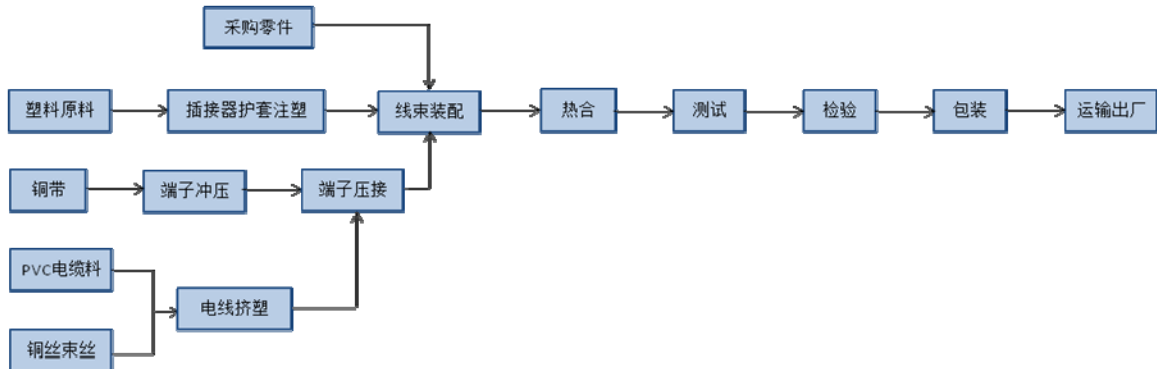 采购零件
塑料原料
插接器护套注塑
线束装配
热合
测试
检验
包装
运输出厂
铜带
端子冲压
端子压接
PVC电缆料
电线挤塑
铜丝束丝